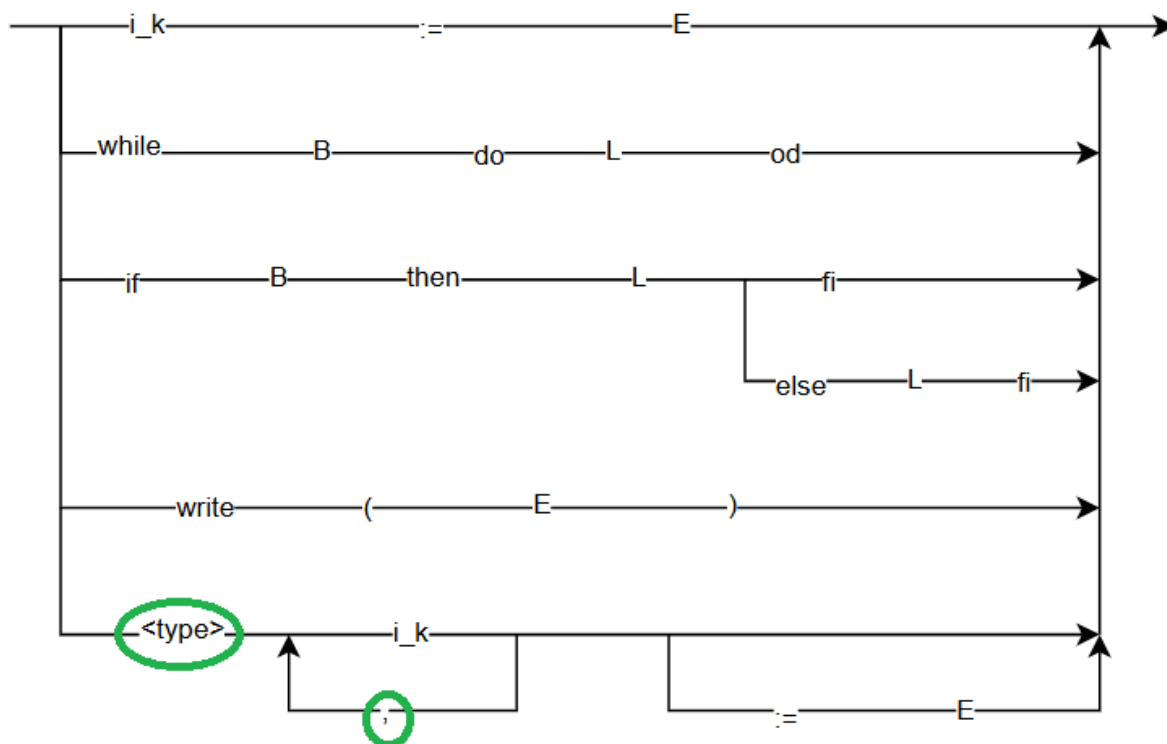 i_k := E
while B do L od
if B then L fi
else L fi
write ( E )
<type> i_k
, := E